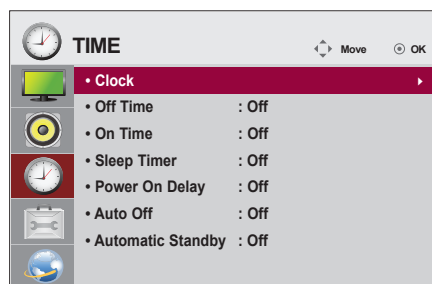 TIME Move OK
• Clock
• Off Time : Off
• On Time : Off
• Sleep Timer : Off
• Power On Delay : Off
• Auto Off : Off
• Automatic Standby : Off